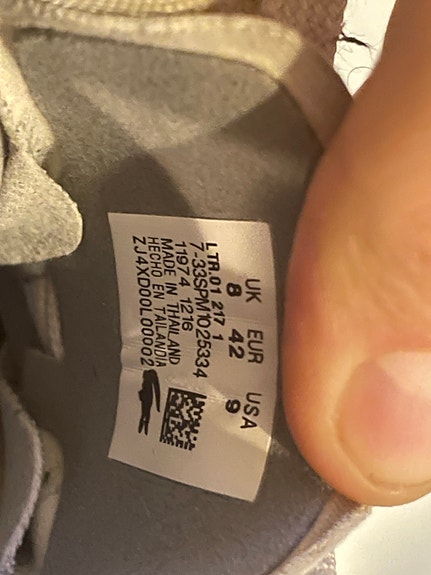 UK EUR USA
8 42 9
LTR.01 217 1
7-33SPM1025334
11974 1216
MADE IN THAILAND
HECHO EN TAILANDIA
ZJ4XD00L00002